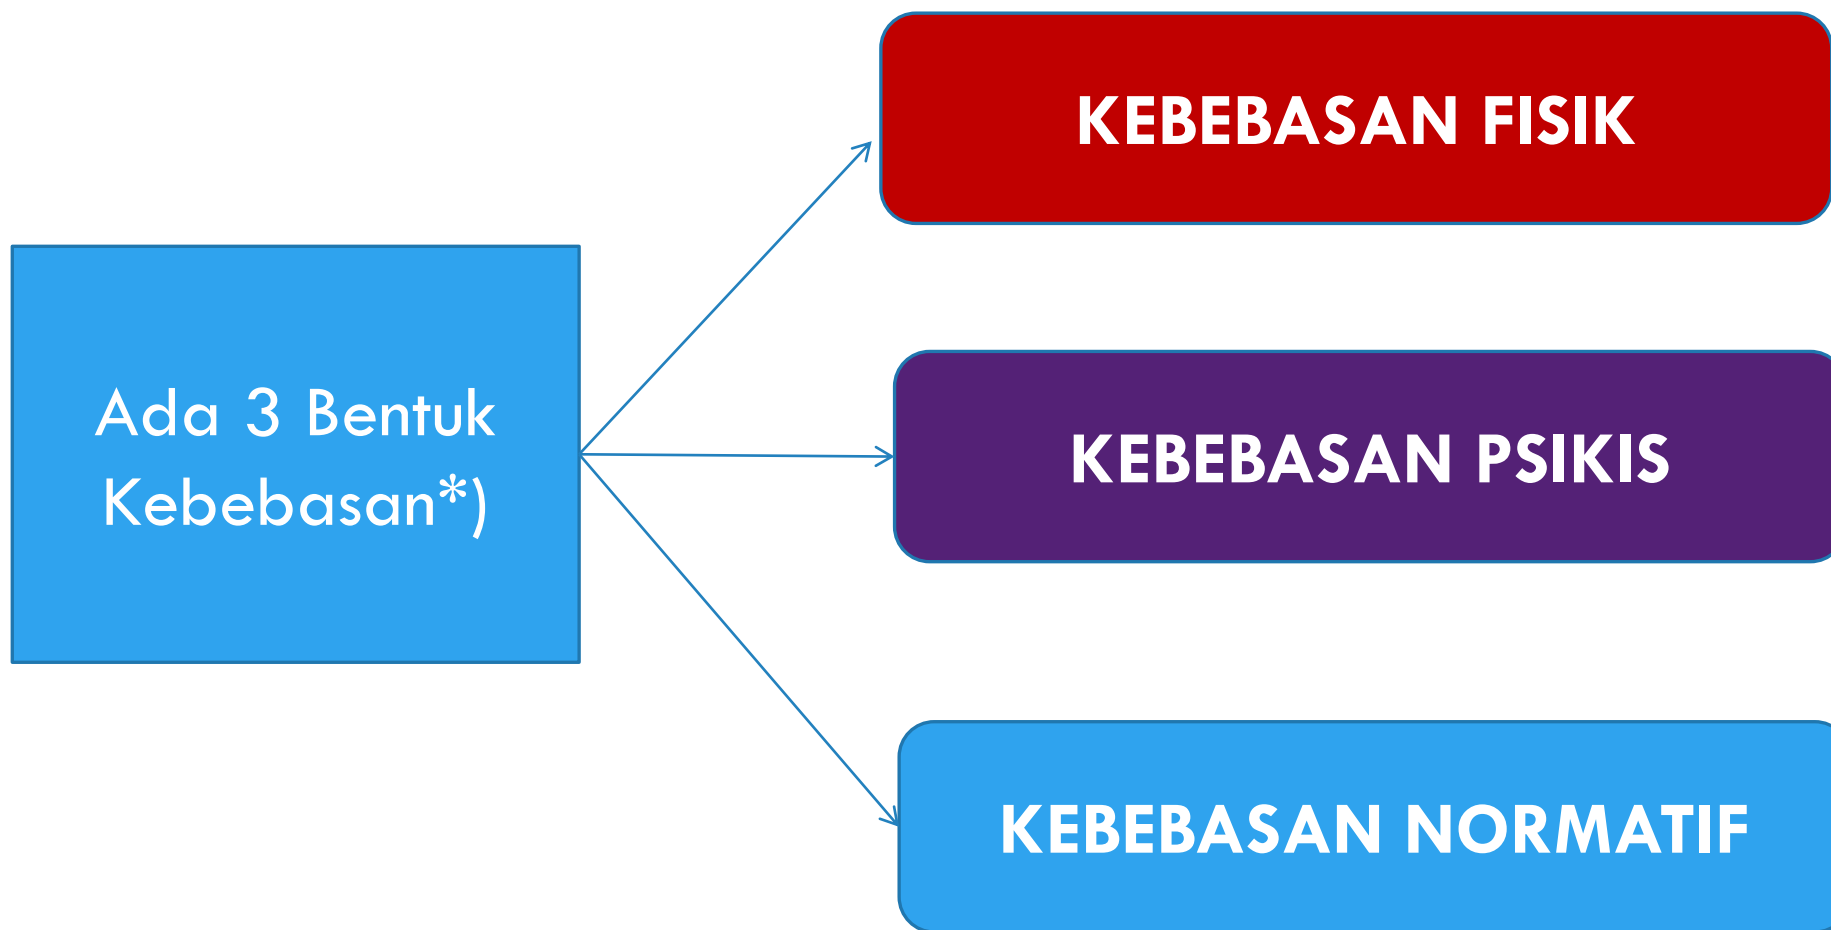 KEBEBASAN FISIK
Ada 3 Bentuk
Kebebasan*)
KEBEBASAN PSIKIS
KEBEBASAN NORMATIF